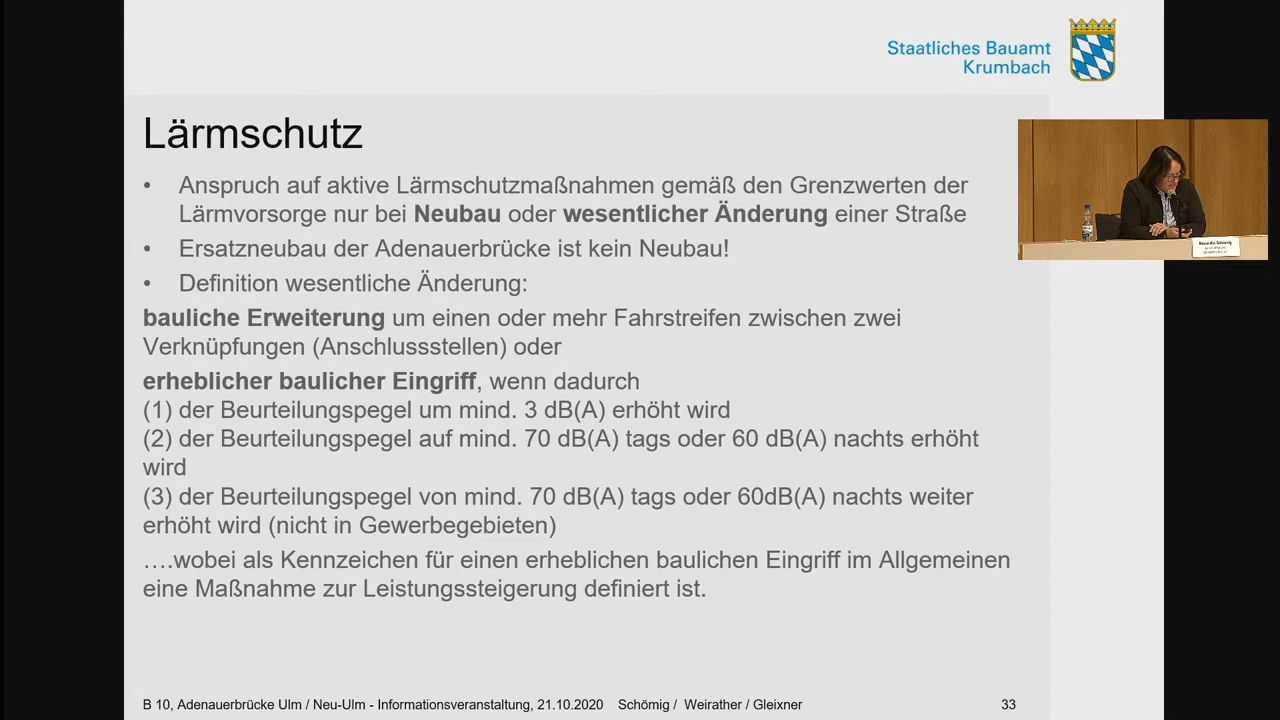 Staatliches Bauamt
Krumbach
Lärmschutz
• Anspruch auf aktive Lärmschutzmaßnahmen gemäß den Grenzwerten der
Lärmvorsorge nur bei Neubau oder wesentlicher Änderung einer Straße
• Ersatzneubau der Adenauerbrücke ist kein Neubau!
• Definition wesentliche Änderung:
bauliche Erweiterung um einen oder mehr Fahrstreifen zwischen zwei
Verknüpfungen (Anschlussstellen) oder
erheblicher baulicher Eingriff, wenn dadurch
(1) der Beurteilungspegel um mind. 3 dB(A) erhöht wird
(2) der Beurteilungspegel auf mind. 70 dB(A) tags oder 60 dB(A) nachts erhöht
wird
(3) der Beurteilungspegel von mind. 70 dB(A) tags oder 60dB(A) nachts weiter
erhöht wird (nicht in Gewerbegebieten)
….wobei als Kennzeichen für einen erheblichen baulichen Eingriff im Allgemeinen
eine Maßnahme zur Leistungssteigerung definiert ist.
B 10, Adenauerbrücke Ulm / Neu-Ulm - Informationsveranstaltung, 21.10.2020 Schömig / Weirather / Gleixner 33